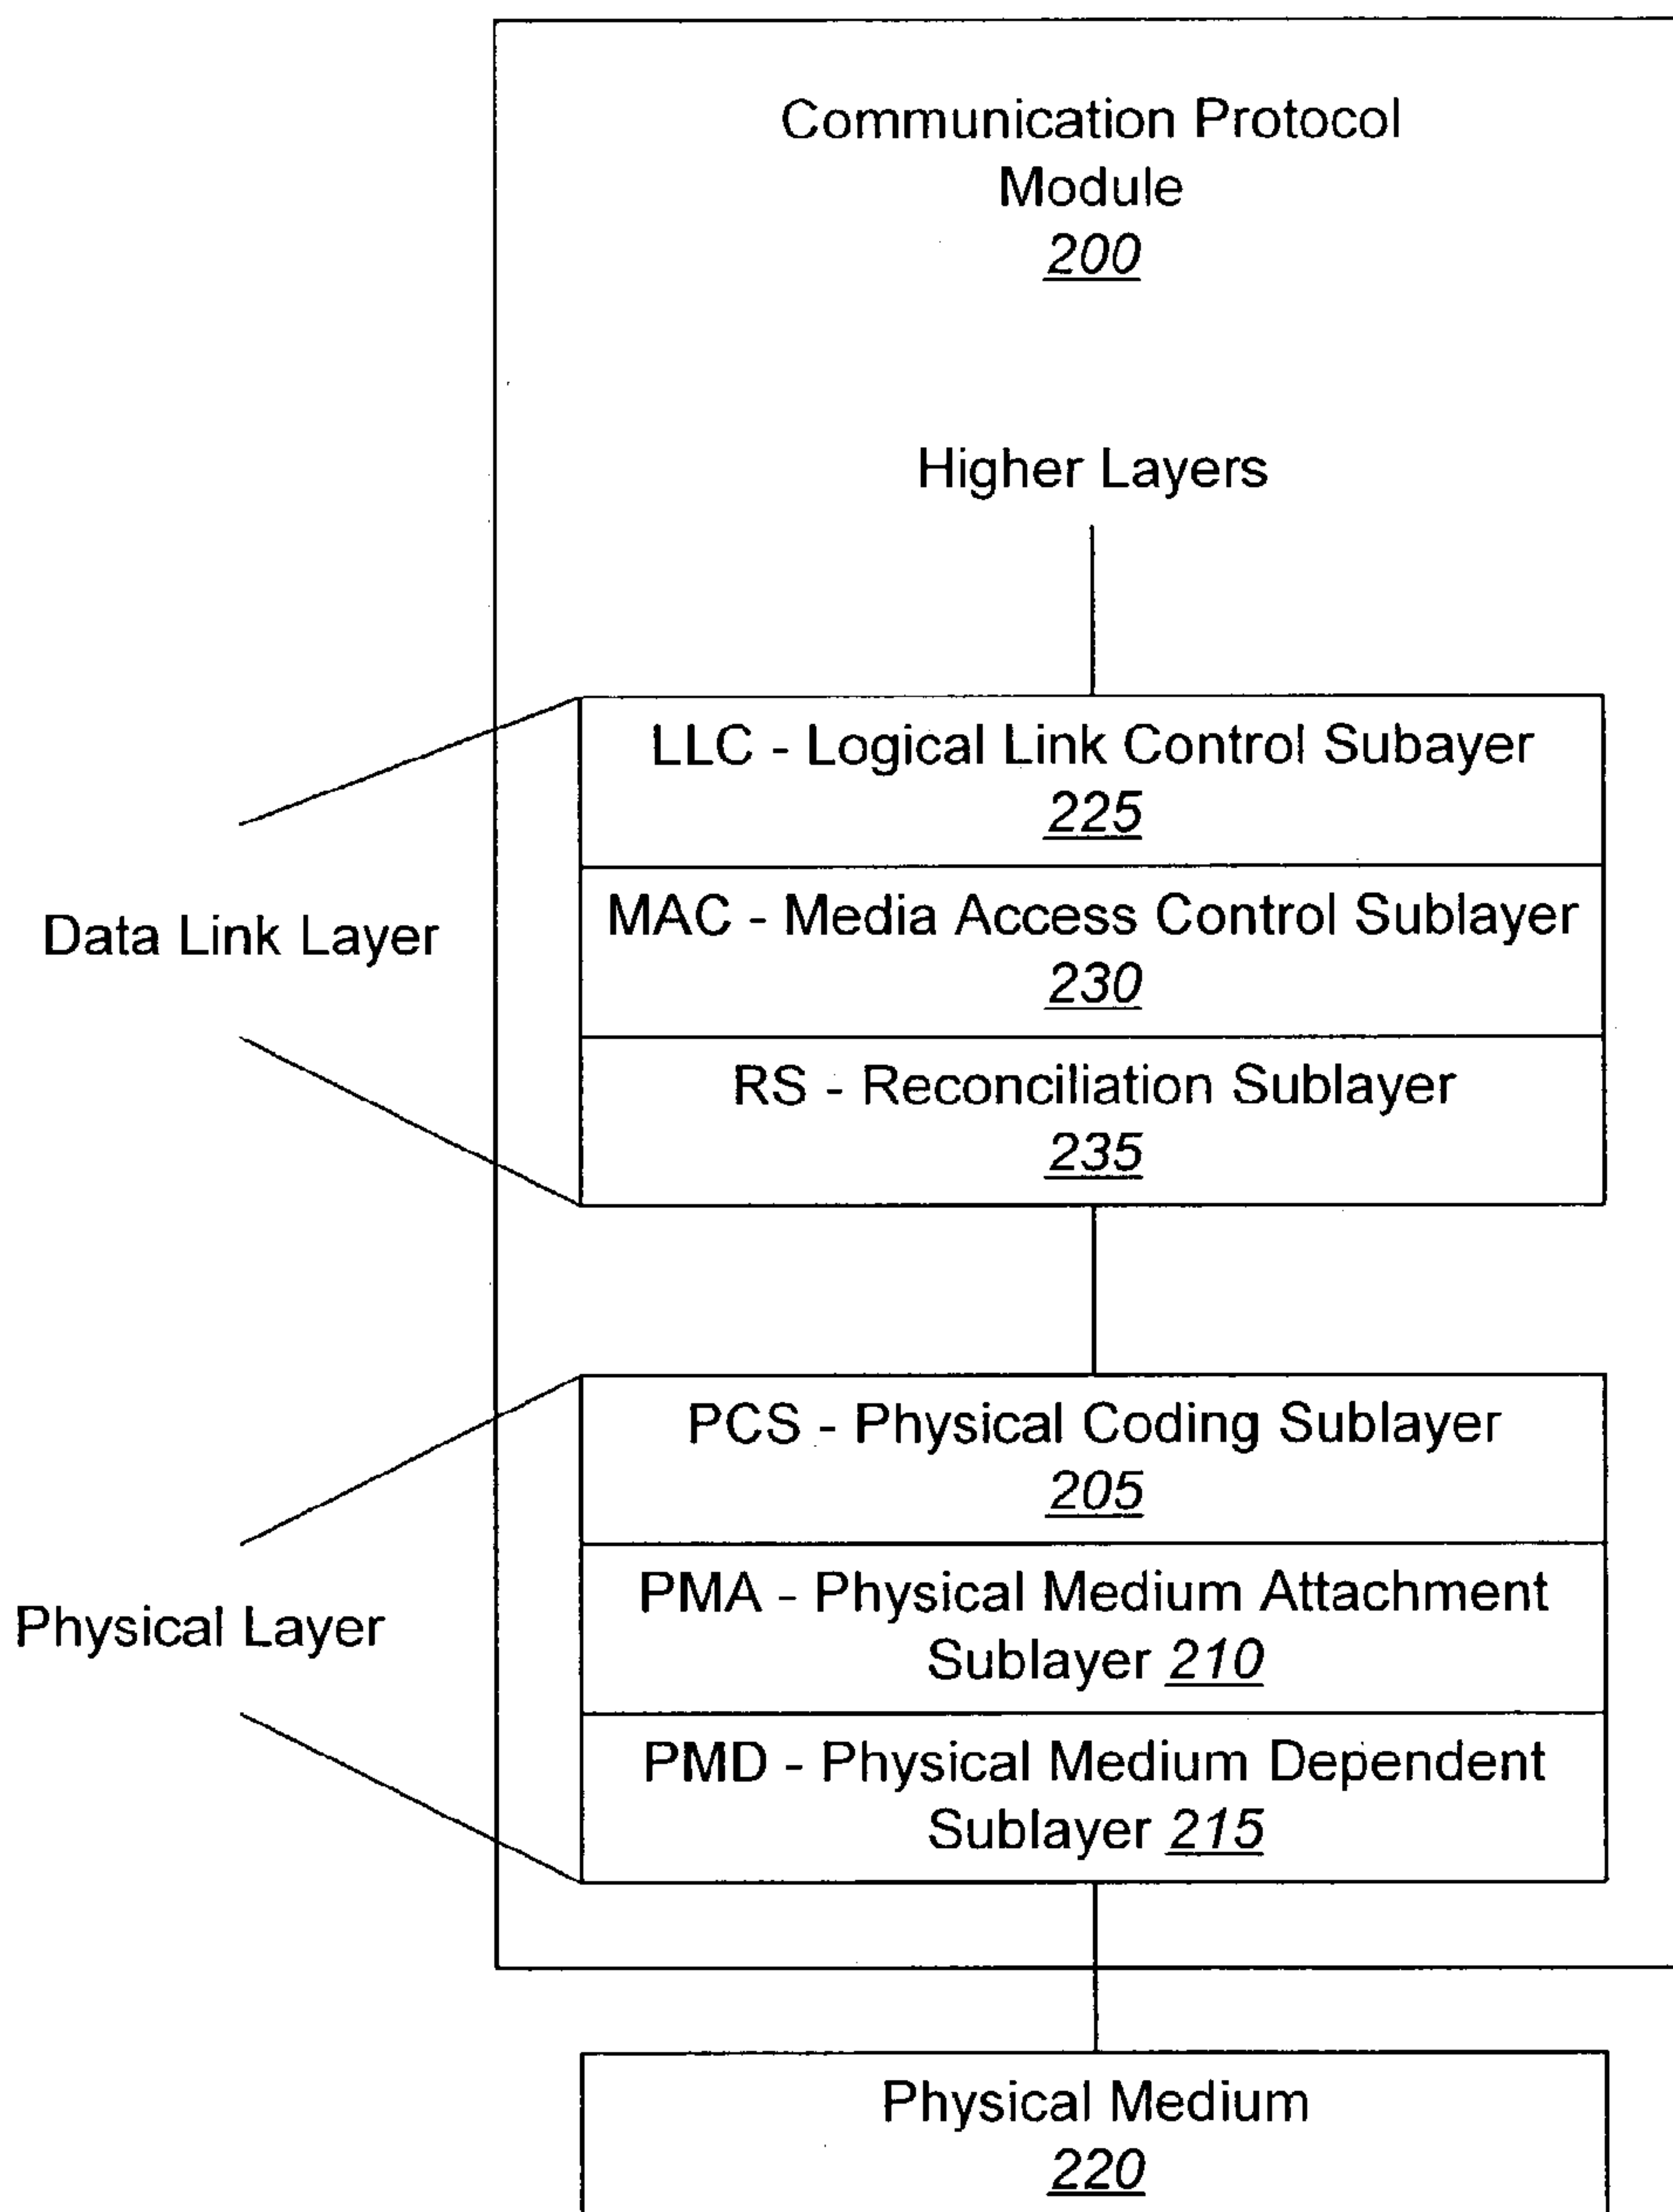 Communication Protocol
Module
200
Higher Layers
LLC - Logical Link Control Subayer
225
MAC - Media Access Control Sublayer
230
Data Link Layer
RS - Reconciliation Sublayer
235
PCS - Physical Coding Sublayer
205
PMA - Physical Medium Attachment
Sublayer 210
Physical Layer
PMD - Physical Medium Dependent
Sublayer 215
Physical Medium
220